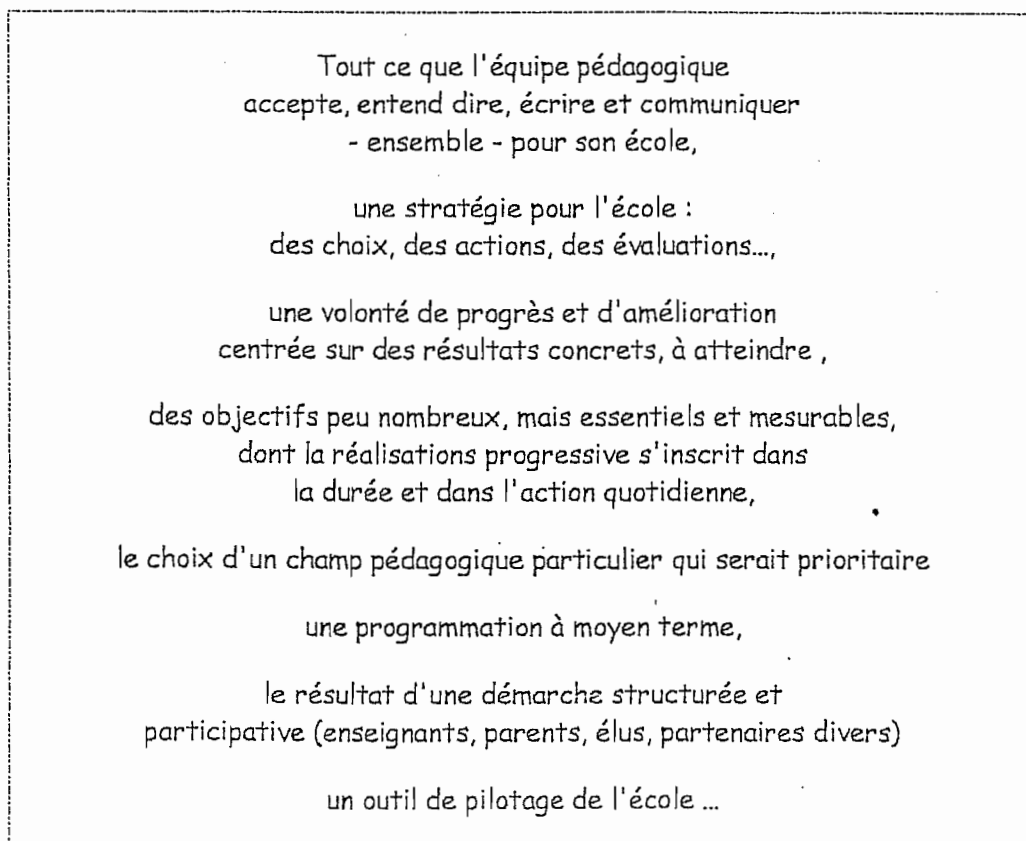 Tout ce que l'équipe pédagogique
accepte, entend dire, écrire et communiquer
- ensemble - pour son école,
une stratégie pour l'école :
des choix, des actions, des évaluations...,
une volonté de progrès et d'amélioration
centrée sur des résultats concrets, à atteindre ,
des objectifs peu nombreux, mais essentiels et mesurables,
dont la réalisations progressive s'inscrit dans
la durée et dans l'action quotidienne,
le choix d'un champ pédagogique particulier qui serait prioritaire
une programmation à moyen terme,
le résultat d'une démarche structurée et
participative (enseignants, parents, élus, partenaires divers)
un outil de pilotage de l'école ...